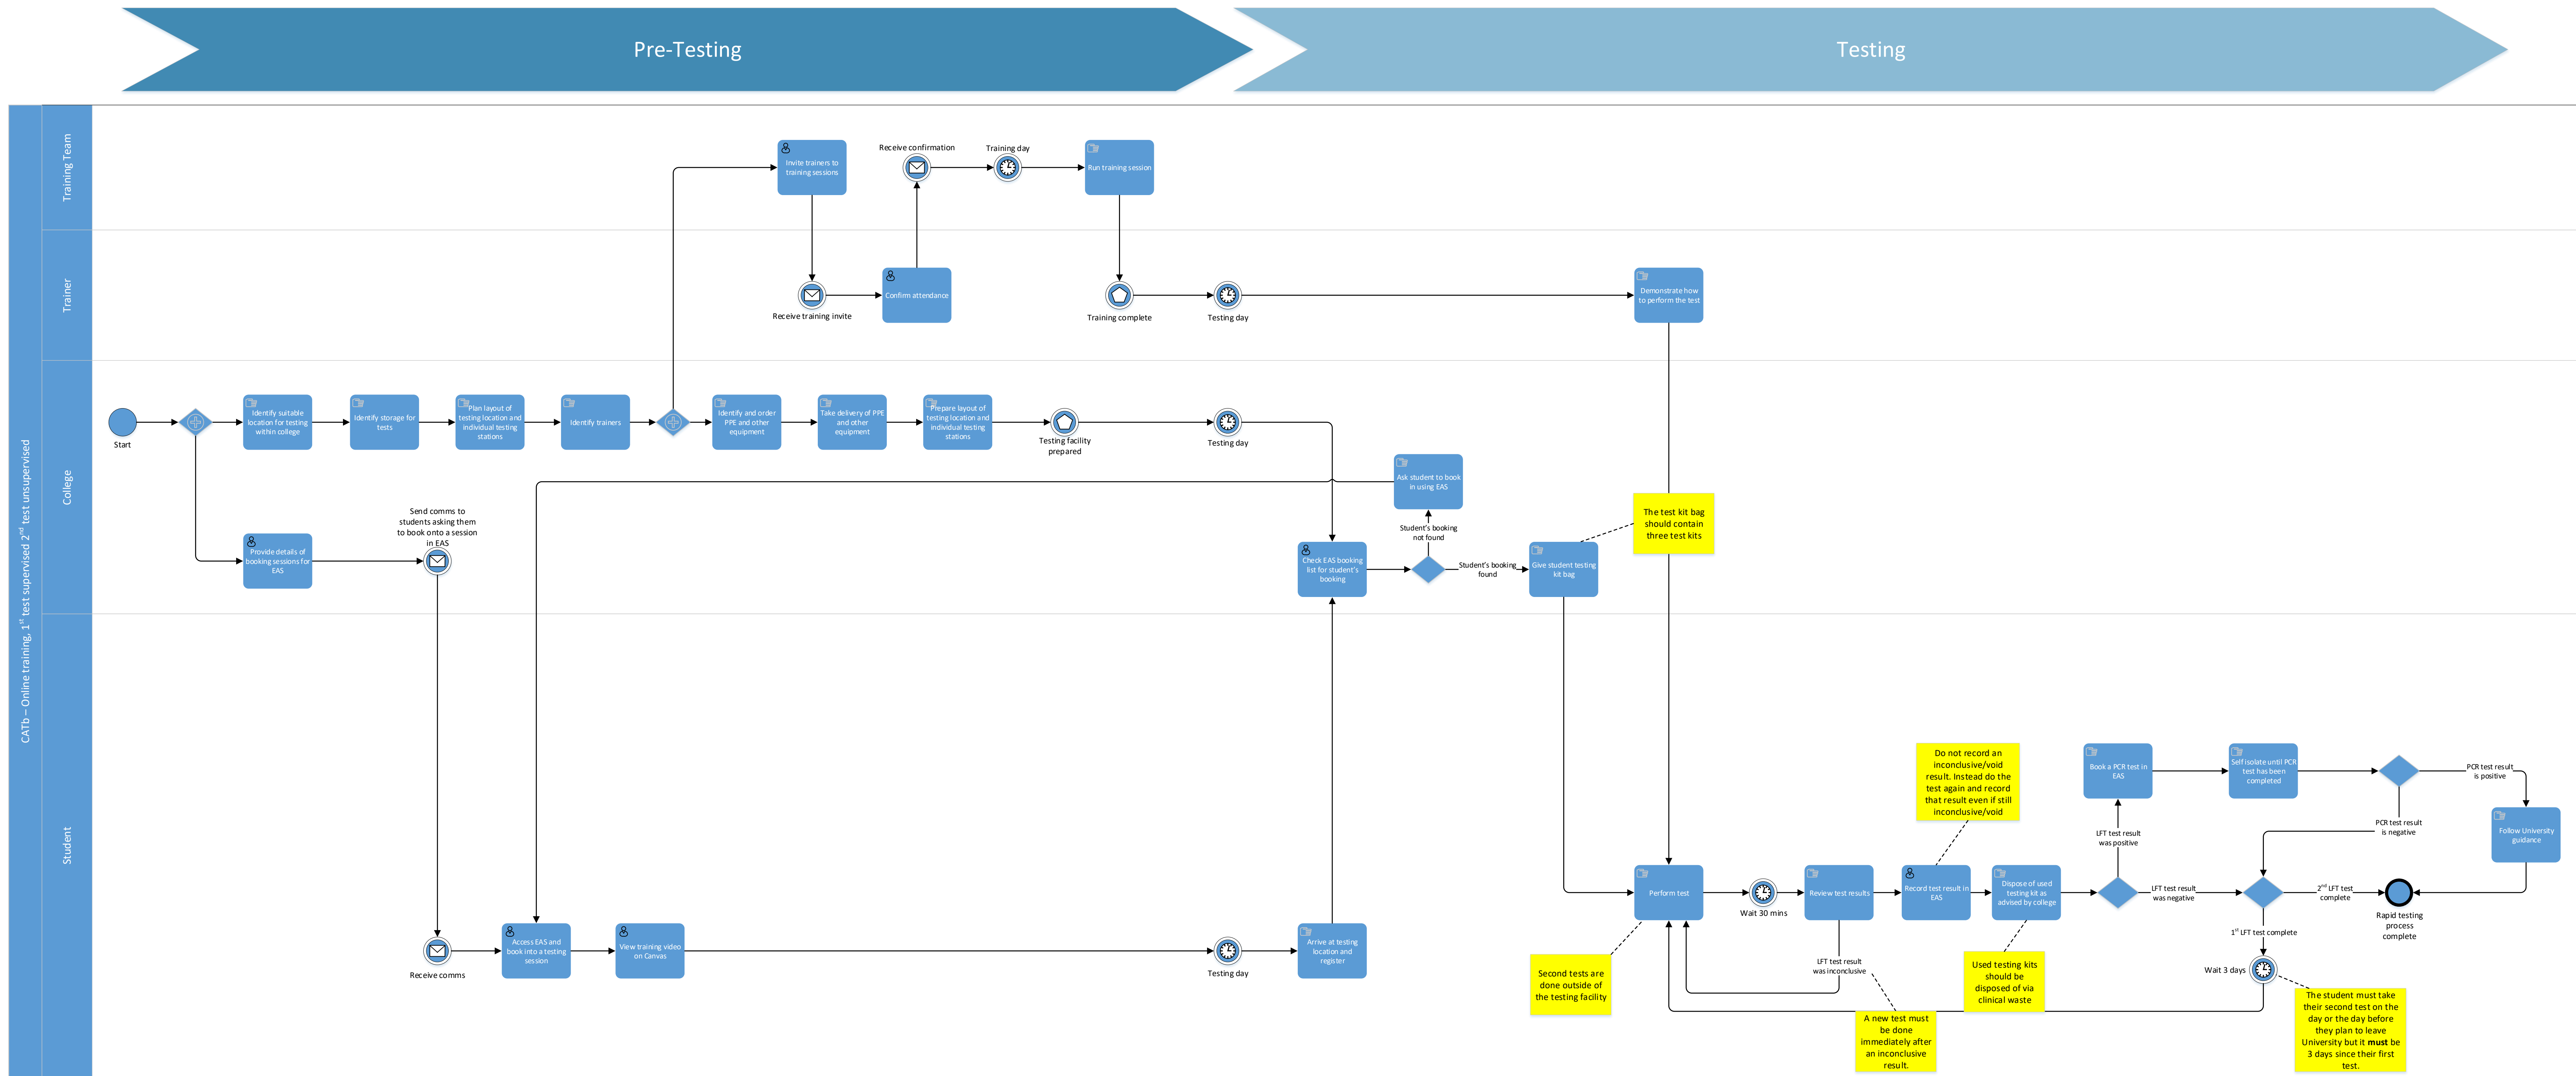 Pre-Testing
Testing
CATb – Online training, 1st test supervised 2nd test unsupervised
Training Team
Invite trainers to
training sessions
Receive confirmation
Training day
Run training session
Trainer
Receive training invite
Confirm attendance
Training complete
Testing day
Demonstrate how
to perform the test
College
Start
Identify suitable
location for testing
within college
Identify storage for
tests
Plan layout of
testing location and
individual testing
stations
Identify trainers
Identify and order
PPE and other
equipment
Take delivery of PPE
and other
equipment
Prepare layout of
testing location and
individual testing
stations
Testing facility
prepared
Testing day
Provide details of
booking sessions for
EAS
Send comms to
students asking them
to book onto a session
in EAS
Ask student to book
in using EAS
Student's booking
not found
Check EAS booking
list for student's
booking
Student's booking
found
Give student testing
kit bag
The test kit bag
should contain
three test kits
Student
Receive comms
Access EAS and
book into a testing
session
View training video
on Canvas
Testing day
Arrive at testing
location and
register
Perform test
Second tests are
done outside of
the testing facility
Wait 30 mins
Review test results
LFT test result
was inconclusive
A new test must
be done
immediately after
an inconclusive
result.
Record test result in
EAS
Do not record an
inconclusive/void
result. Instead do the
test again and record
that result even if still
inconclusive/void
Dispose of used
testing kit as
advised by college
Used testing kits
should be
disposed of via
clinical waste
LFT test result
was positive
Book a PCR test in
EAS
Self isolate until PCR
test has been
completed
PCR test result
is positive
PCR test result
is negative
Follow University
guidance
LFT test result
was negative
2nd LFT test
complete
Rapid testing
process
complete
1st LFT test complete
Wait 3 days
The student must take
their second test on the
day or the day before
they plan to leave
University but it must be
3 days since their first
test.